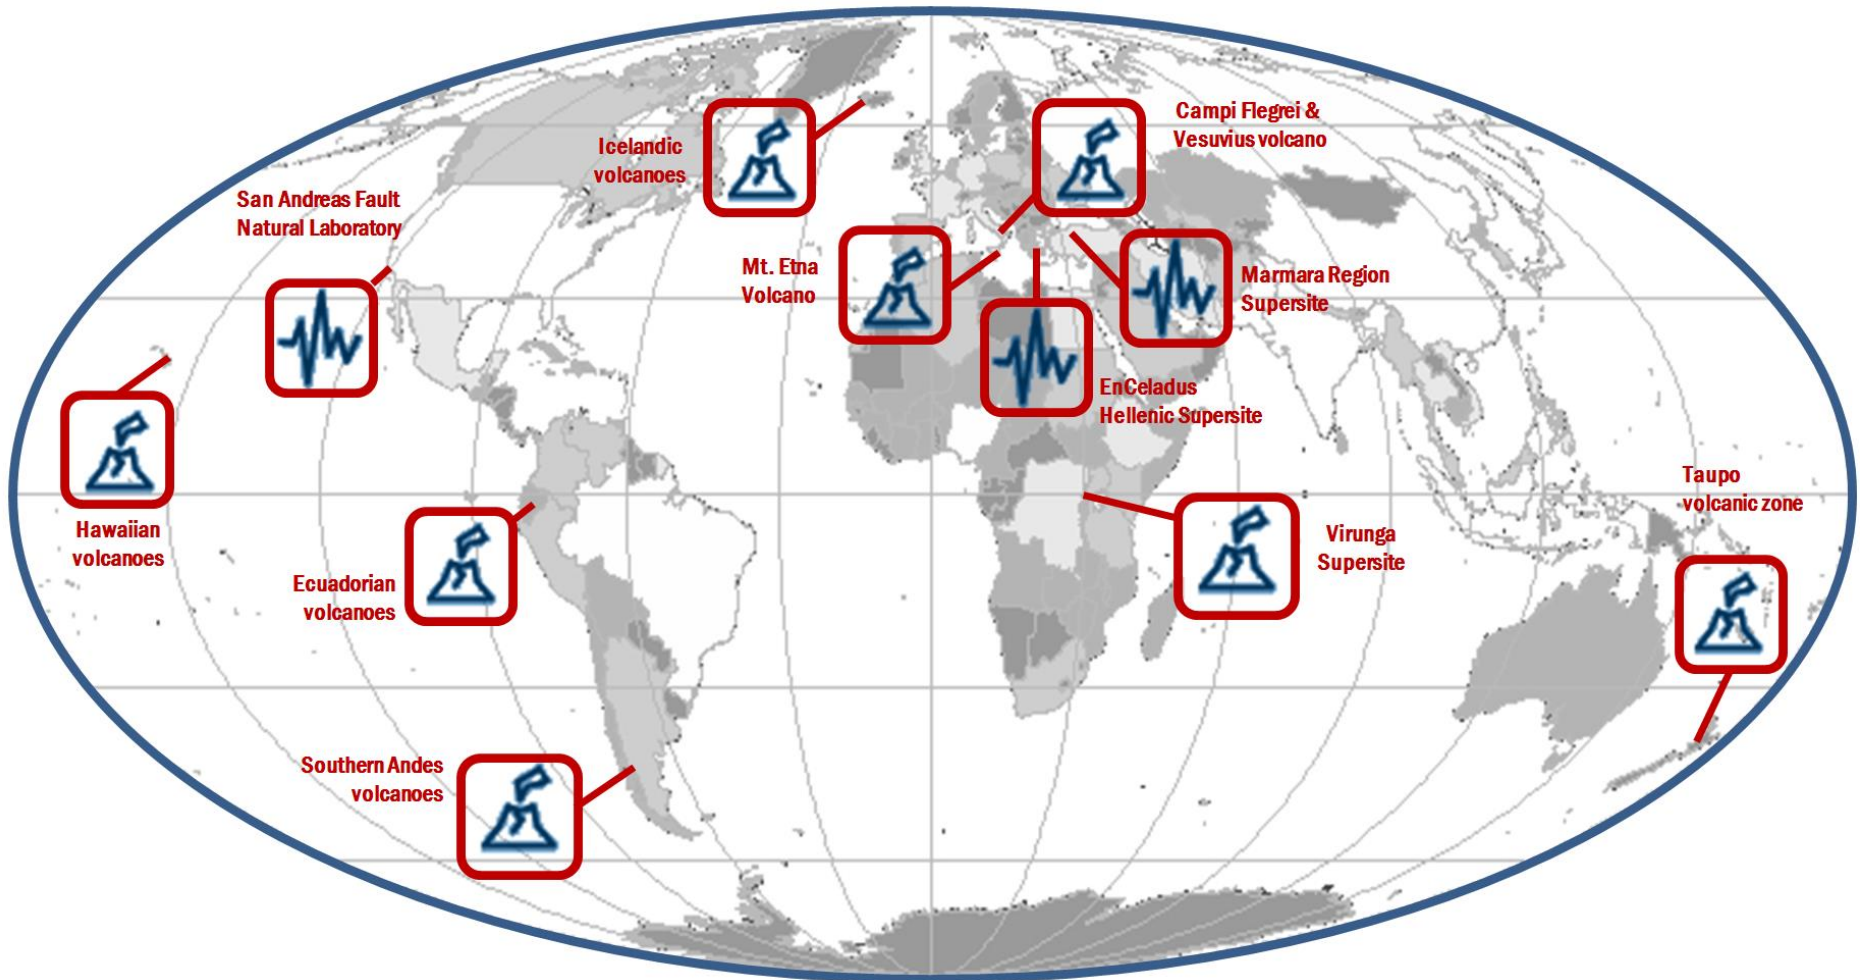 Campi Flegrei &
Vesuvius volcano
Icelandic
volcanoes
San Andreas Fault
Natural Laboratory
Mt. Etna
Volcano
Marmara Region
Supersite
EnCeladus
Hellenic Supersite
Taupo
volcanic zone
Hawaiian
volcanoes
Virunga
Supersite
Ecuadorian
volcanoes
Southern Andes
volcanoes